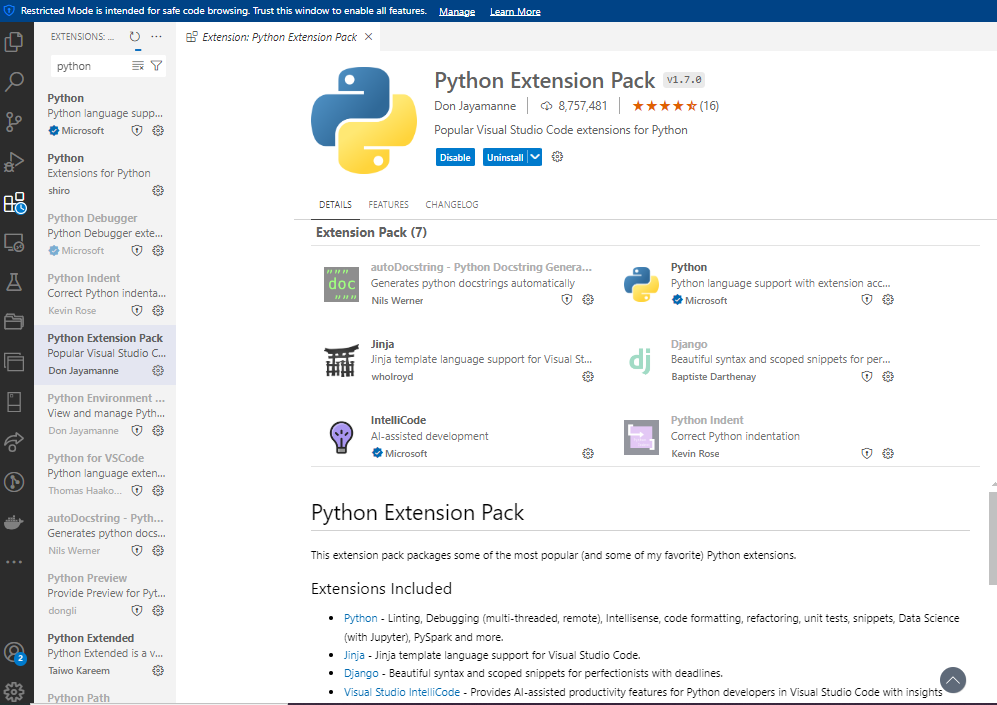 Restricted Mode is intended for safe code browsing. Trust this window to enable all features. Manage Learn More
EXTENSIONS: ...
Extension: Python Extension Pack
python
Python
Python language supp...
Microsoft
Python
Extensions for Python
shiro
Python Debugger
Python Debugger exte...
Microsoft
Python Indent
Correct Python indenta...
Kevin Rose
Python Extension Pack
Popular Visual Studio C...
Don Jayamanne
Python Environment ...
View and manage Pyth...
Don Jayamanne
Python for VSCode
Python language exten...
Thomas Haako...
autoDocstring - Pyth...
Generates python docs...
Nils Werner
Python Preview
Provide Preview for Pyt...
dongli
Python Extended
Python Extended is a v...
Taiwo Kareem
Python Path
2
Python Extension Pack v1.7.0
Don Jayamanne 8,757,481 (16)
Popular Visual Studio Code extensions for Python
Disable Uninstall
DETAILS FEATURES CHANGELOG
Extension Pack (7)
doc
autoDocstring - Python Docstring Genera...
Generates python docstrings automatically
Nils Werner
Python
Python language support with extension acc...
Microsoft
Jinja
Jinja template language support for Visual St...
wholroyd
dj
Django
Beautiful syntax and scoped snippets for per...
Baptiste Darthenay
IntelliCode
AI-assisted development
Microsoft
Python Indent
Correct Python indentation
Kevin Rose
Python Extension Pack
This extension pack packages some of the most popular (and some of my favorite) Python extensions.
Extensions Included
• Python - Linting, Debugging (multi-threaded, remote), Intellisense, code formatting, refactoring, unit tests, snippets, Data Science
(with Jupyter), PySpark and more.
• Jinja - Jinja template language support for Visual Studio Code.
• Django - Beautiful syntax and scoped snippets for perfectionists with deadlines.
• Visual Studio IntelliCode - Provides AI-assisted productivity features for Python developers in Visual Studio Code with insights